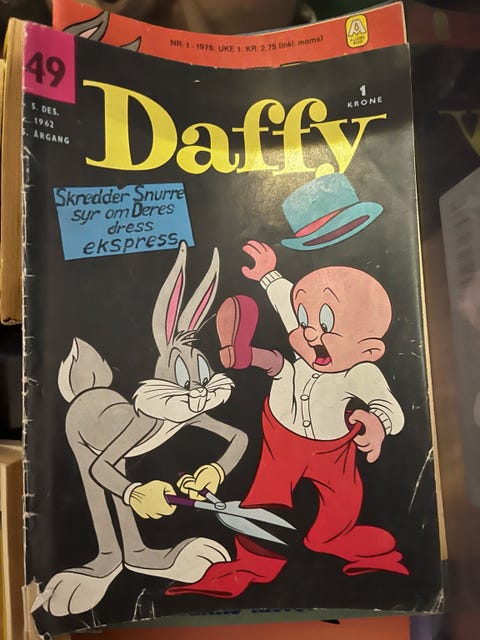 NR. 1 - 1976. UKE 1. KR. 2,75 (inkl. moms)
49
5. DES.
1962
ÅRGANG
1
KRONE
Daffy
Skredder Snurre
syr om Deres
dress
ekspress